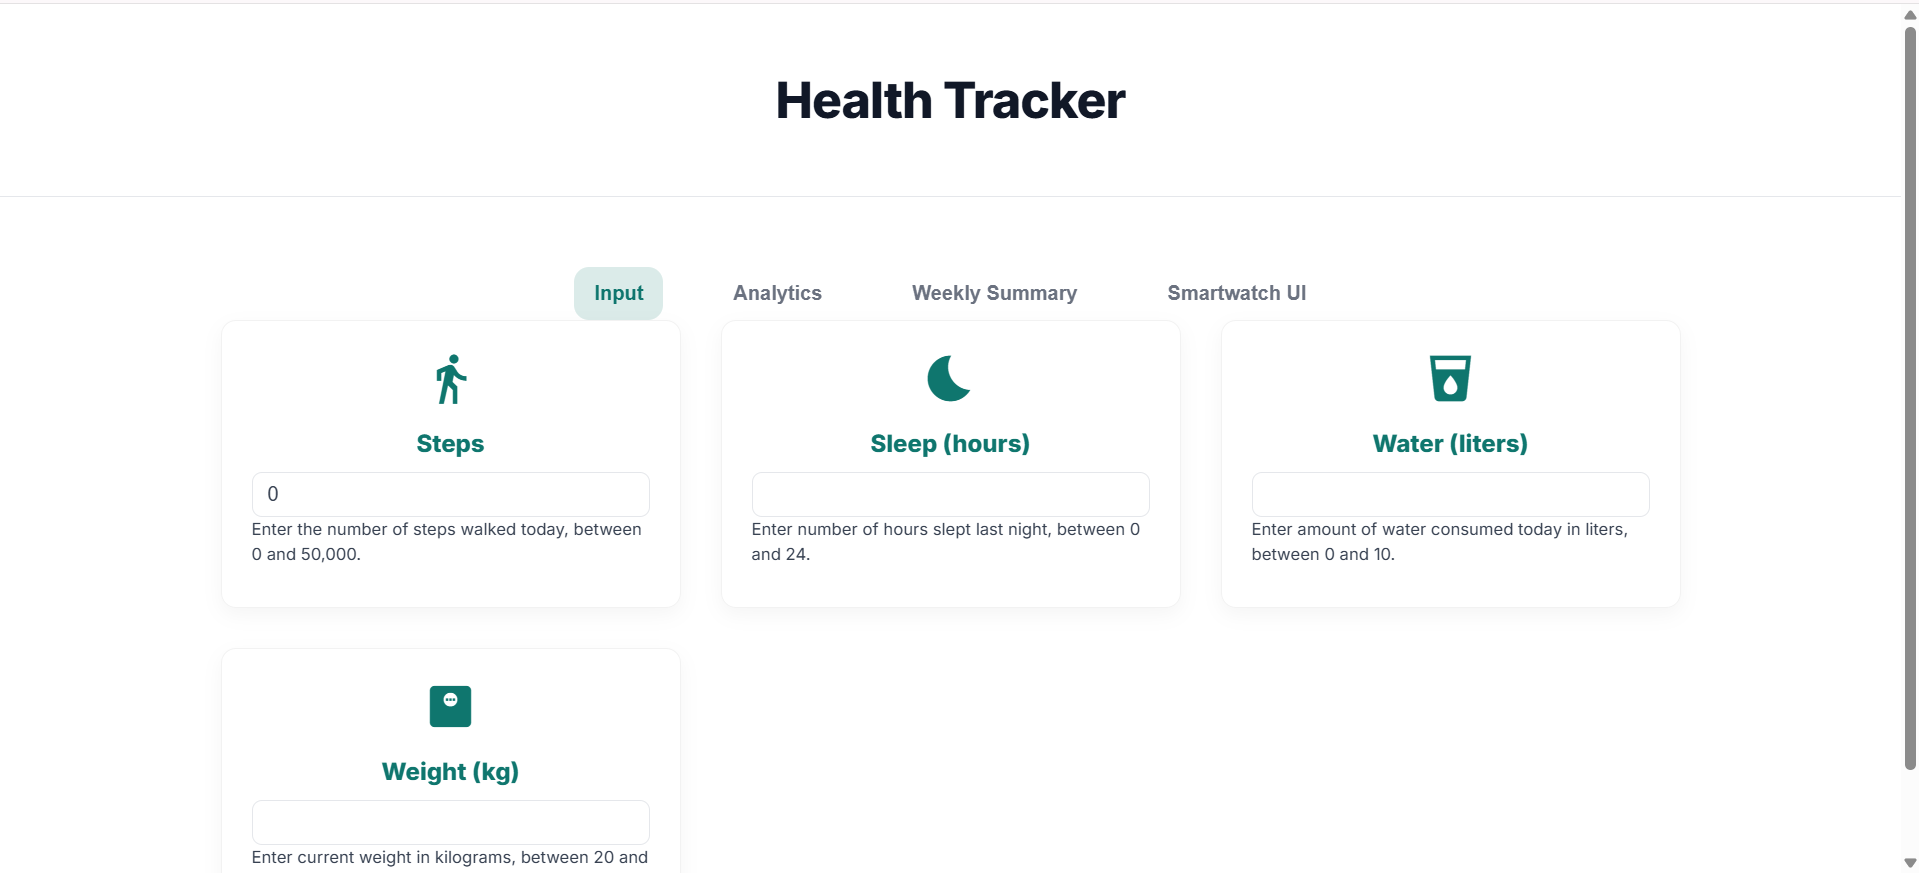 Health Tracker
Input
Analytics
Weekly Summary
Smartwatch UI
Steps
0
Enter the number of steps walked today, between
0 and 50,000.
Sleep (hours)
Enter number of hours slept last night, between 0
and 24.
Water (liters)
Enter amount of water consumed today in liters,
between 0 and 10.
Weight (kg)
Enter current weight in kilograms, between 20 and